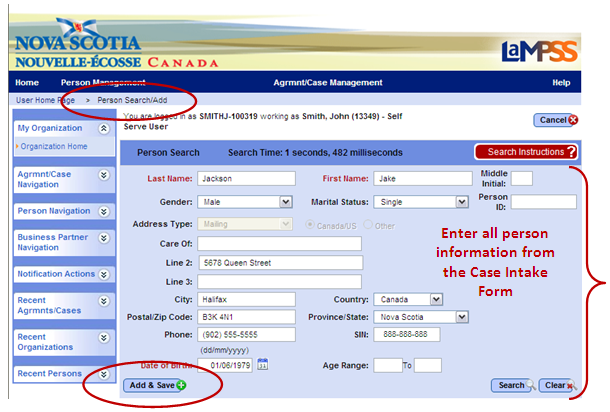 NOVA SCOTIA
NOUVELLE-ÉCOSSE CANADA
LaMPSS
Home Person Management Agrmnt/Case Management Help
User Home Page > Person Search/Add
You are logged in as SMITHJ-100319 working as Smith, John (13349) - Self
Serve User
Cancel
My Organization
Organization Home
Agrmt/Case
Navigation
Person Navigation
Business Partner
Navigation
Notification Actions
Recent
Agrmnts/Cases
Recent
Organizations
Recent Persons
Person Search Search Time: 1 seconds, 482 milliseconds Search Instructions ?
Last Name: Jackson First Name: Jake Middle
Initial:
Gender: Male Marital Status: Single Person
ID:
Address Type: Mailing Canada/US Other
Care Of:
Line 2: 5678 Queen Street
Line 3:
Enter all person
information from
the Case Intake
Form
City: Halifax Country: Canada
Postal/Zip Code: B3K 4N1 Province/State: Nova Scotia
Phone: (902) 555-5555 SIN: 888-888-888
(dd/mm/yyyy)
Date of Birth: 01/06/1979 Age Range: To
Add & Save Search Clear